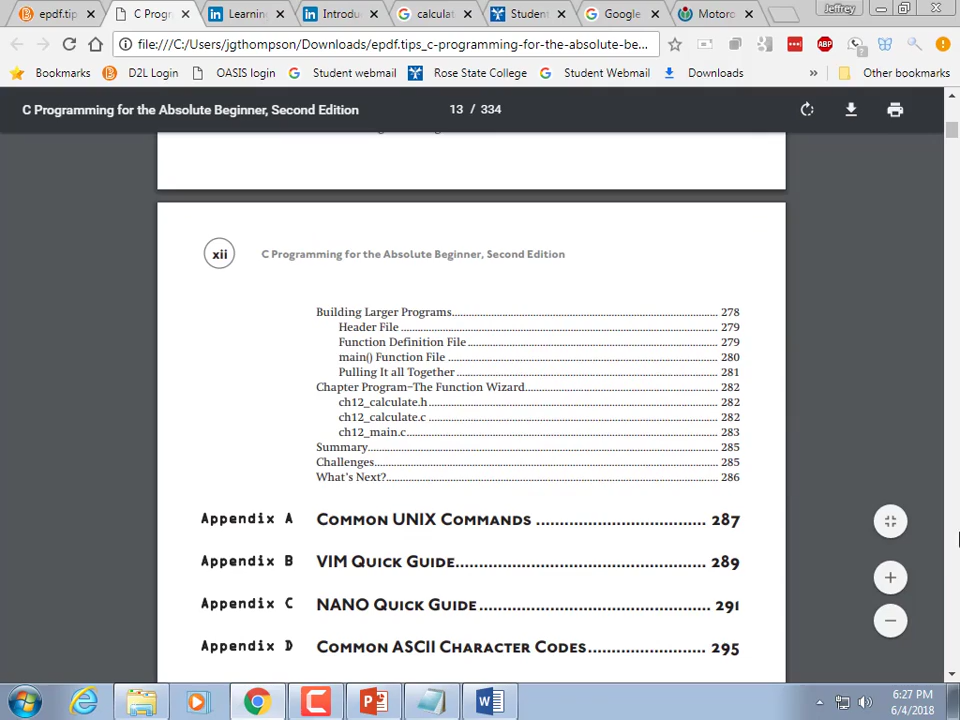 epdf.tips
C Progr
Learning
Introdu
calculat
Student
Google
Motoro
Jeffrey
file:///C:/Users/jgthompson/Downloads/epdf.tips_c-programming-for-the-absolute-be...
ABP
Bookmarks
D2L Login
OASIS login
Student webmail
Rose State College
Student Webmail
Downloads
»
Other bookmarks
C Programming for the Absolute Beginner, Second Edition 13 / 334
xii C Programming for the Absolute Beginner, Second Edition
Building Larger Programs 278
Header File 279
Function Definition File 279
main() Function File 280
Pulling It all Together 281
Chapter Program–The Function Wizard 282
ch12_calculate.h 282
ch12_calculate.c 282
ch12_main.c 283
Summary 285
Challenges 285
What's Next? 286
Appendix A COMMON UNIX COMMANDS 287
Appendix B VIM QUICK GUIDE 289
Appendix C NANO QUICK GUIDE 291
Appendix D COMMON ASCII CHARACTER CODES 295
6:27 PM
6/4/2018